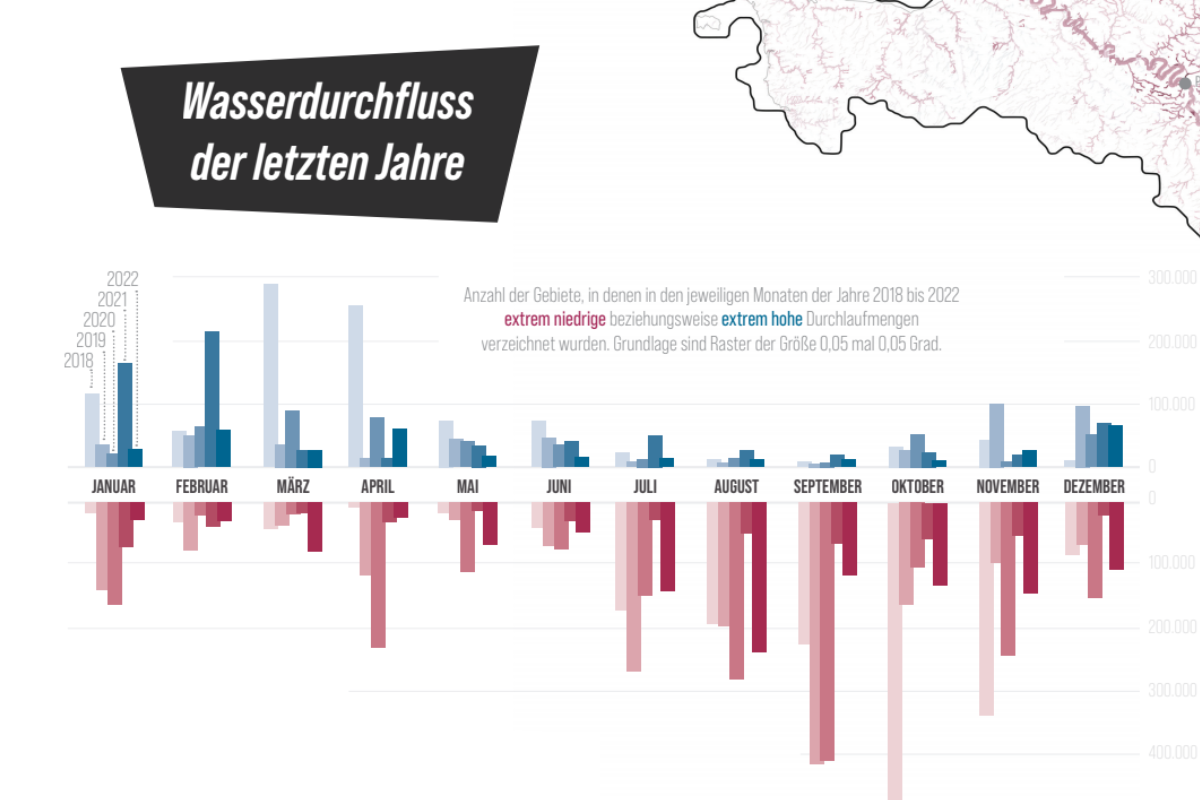 Wasserdurchfluss
der letzten Jahre
2022
2021
2020
2019
2018
Anzahl der Gebiete, in denen in den jeweiligen Monaten der Jahre 2018 bis 2022
extrem niedrige beziehungsweise extrem hohe Durchlaufmengen
verzeichnet wurden. Grundlage sind Raster der Größe 0,05 mal 0,05 Grad.
300.000
200.000
100.000
0
JANUAR FEBRUAR MÄRZ APRIL MAI JUNI JULI AUGUST SEPTEMBER OKTOBER NOVEMBER DEZEMBER
0
100.000
200.000
300.000
400.000